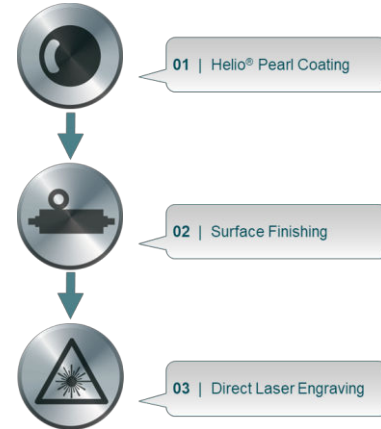 01 | Helio® Pearl Coating
02 | Surface Finishing
03 | Direct Laser Engraving